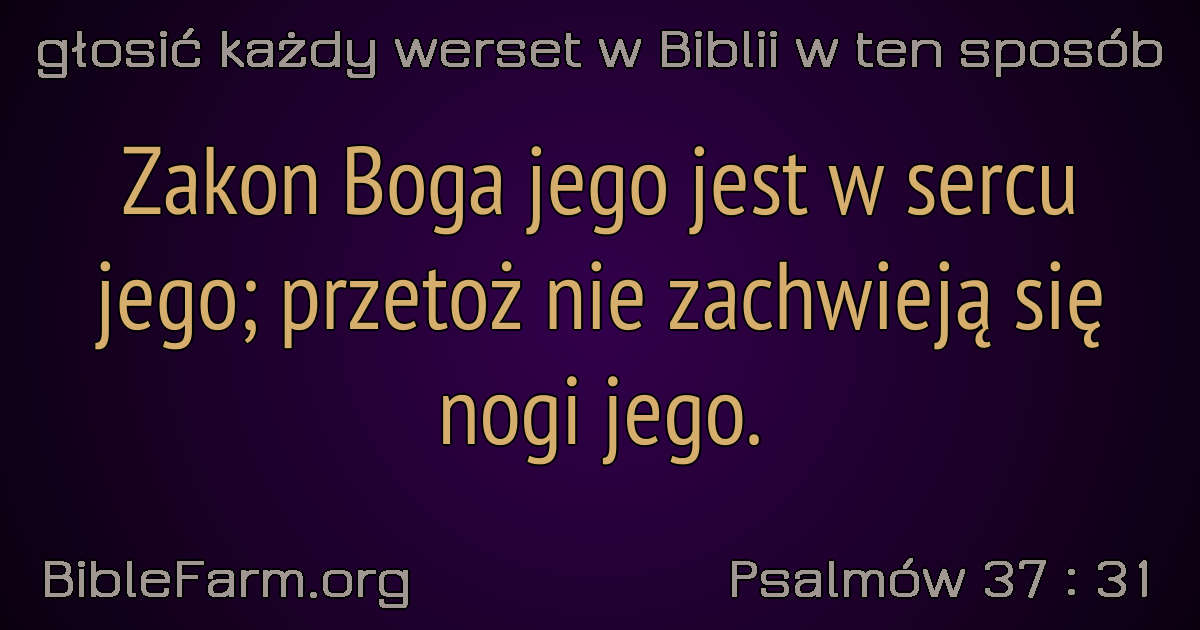 głosić każdy werset w Biblii w ten sposób
Zakon Boga jego jest w sercu
jego; przetoż nie zachwieją się
nogi jego.
BibleFarm.org
Psalmów 37 : 31